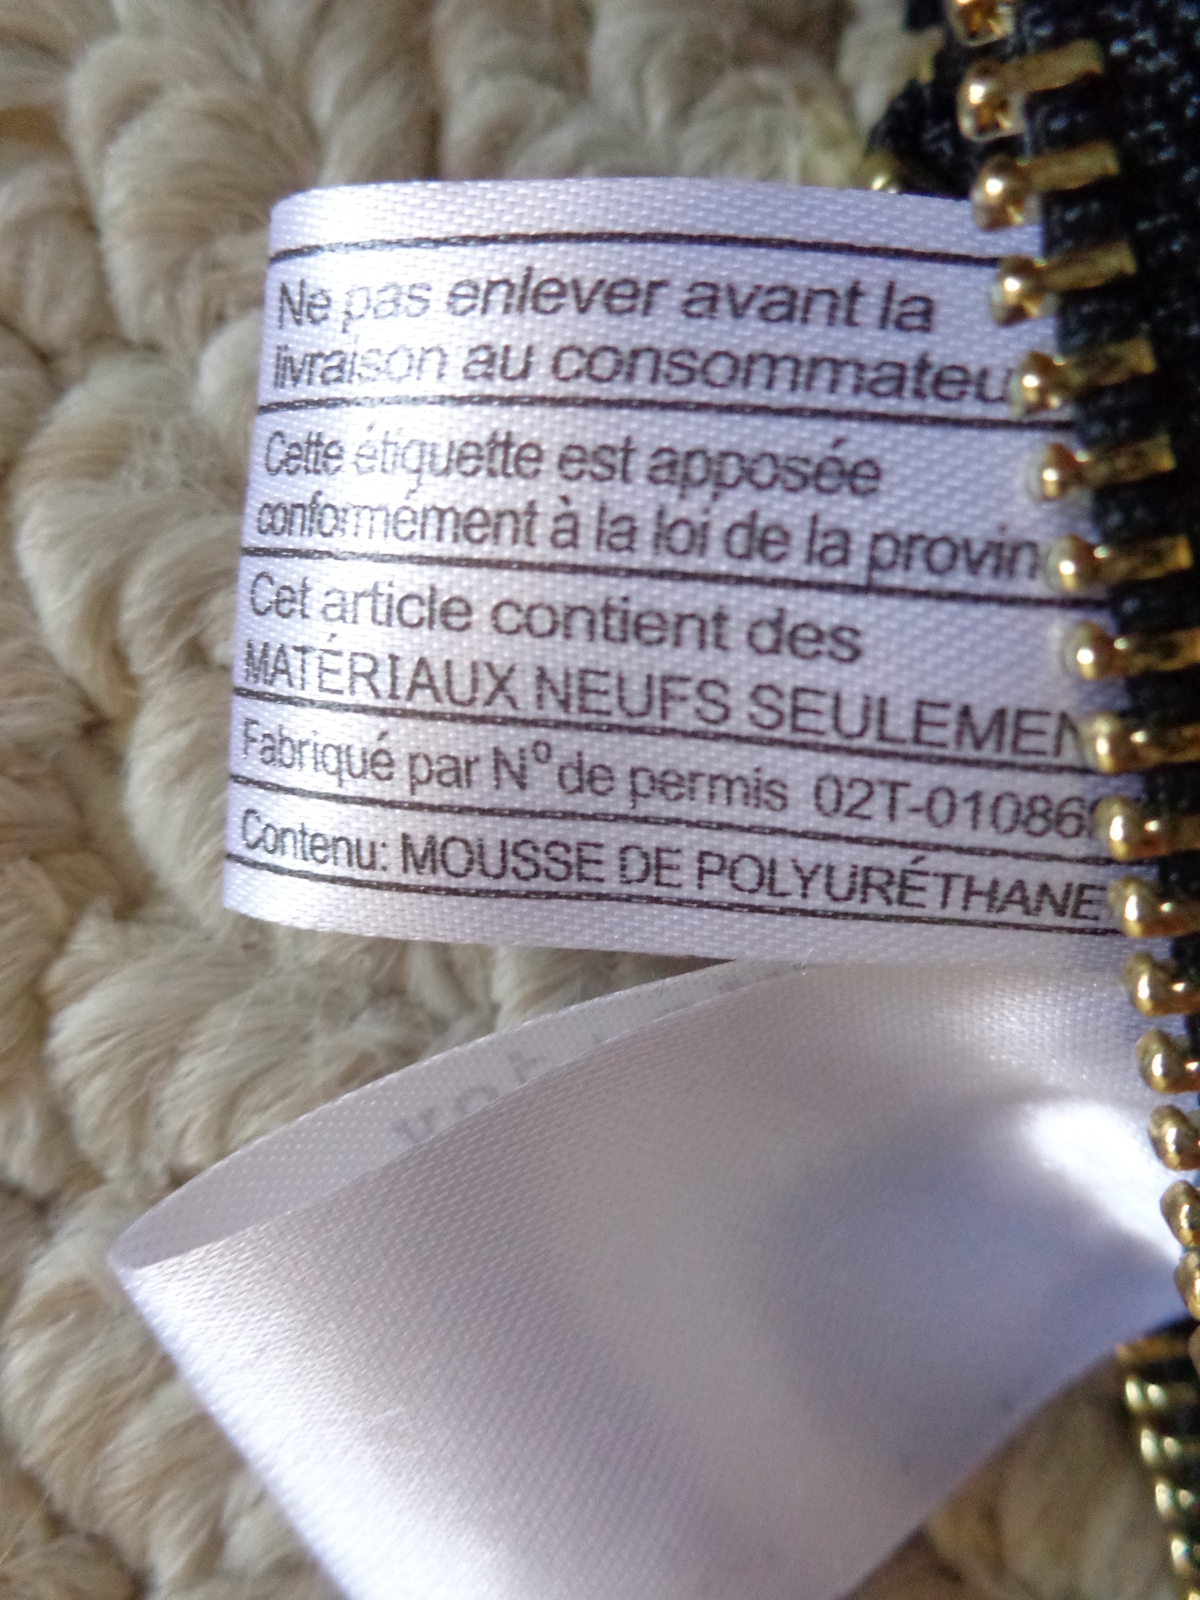 Ne pas enlever avant la
livraison au consommateu
Cette étiquette est apposée
conformément à la loi de la provin
Cet article contient des
MATÉRIAUX NEUFS SEULEMEN
Fabriqué par Nº de permis 02T-01086
Contenu: MOUSSE DE POLYURÉTHANE